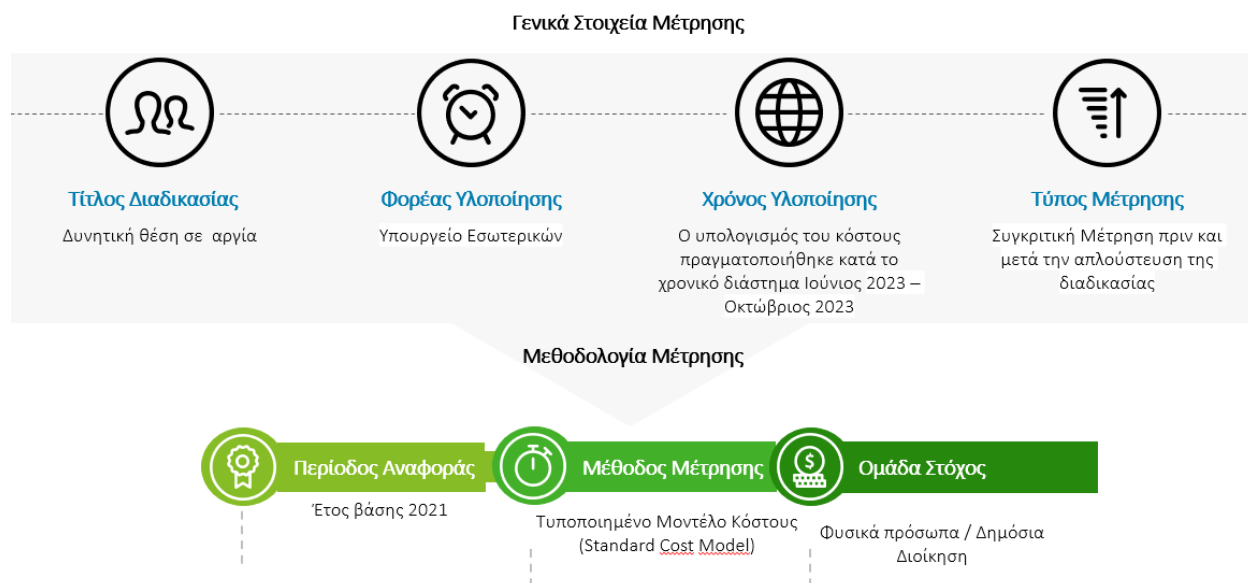 Γενικά Στοιχεία Μέτρησης
Τίτλος Διαδικασίας
Δυνητική θέση σε αργία
Φορέας Υλοποίησης
Υπουργείο Εσωτερικών
Χρόνος Υλοποίησης
Ο υπολογισμός του κόστους
πραγματοποιήθηκε κατά το
χρονικό διάστημα Ιούνιος 2023 –
Οκτώβριος 2023
Τύπος Μέτρησης
Συγκριτική Μέτρηση πριν και
μετά την απλούστευση της
διαδικασίας
Μεθοδολογία Μέτρησης
Περίοδος Αναφοράς
Έτος βάσης 2021
Μέθοδος Μέτρησης
Τυποποιημένο Μοντέλο Κόστους
(Standard Cost Model)
Ομάδα Στόχος
$
Φυσικά πρόσωπα / Δημόσια
Διοίκηση